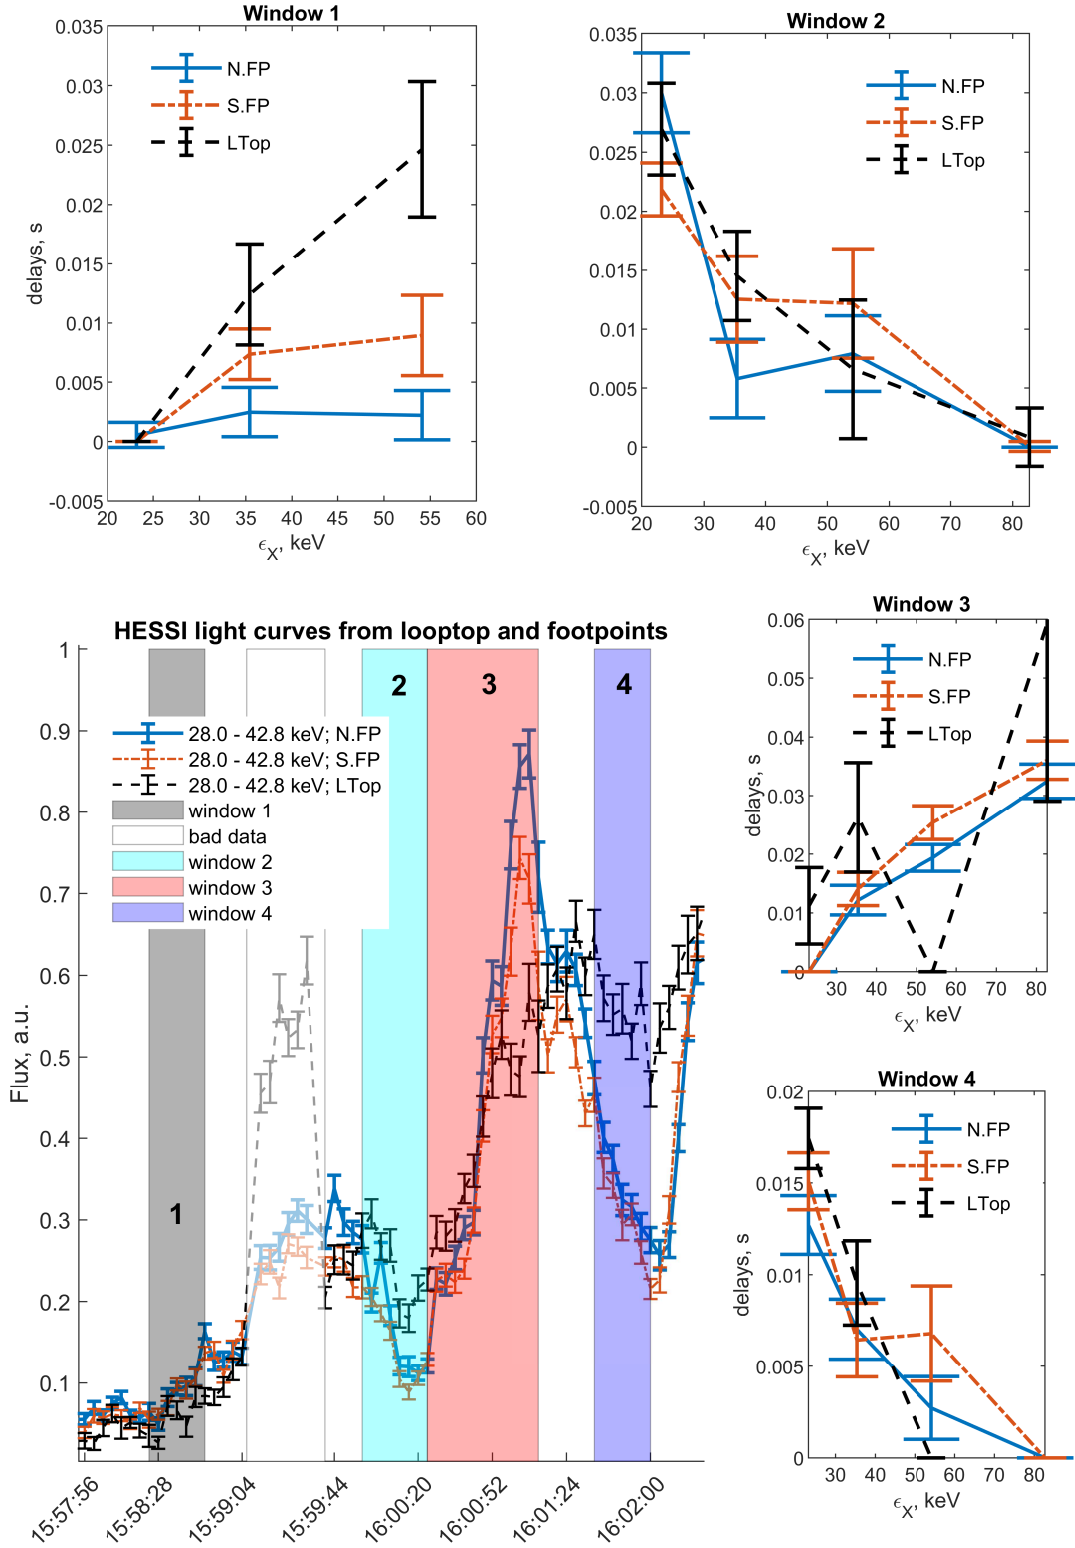 Window 1
0.035
0.03
0.025
0.02
0.015
0.01
0.005
0
-0.005
delays, s
N.FP
S.FP
LTop
20 25 30 35 40 45 50 55 60
ϵX, keV
Window 2
0.035
0.03
0.025
0.02
0.015
0.01
0.005
0
-0.005
N.FP
S.FP
LTop
20 30 40 50 60 70 80
ϵX, keV
HESSI light curves from looptop and footpoints
1
0.9
0.8
0.7
0.6
0.5
0.4
0.3
0.2
0.1
Flux, a.u.
28.0 - 42.8 keV; N.FP
28.0 - 42.8 keV; S.FP
28.0 - 42.8 keV; LTop
window 1
bad data
window 2
window 3
window 4
1
2
3
4
15:57:56
15:58:28
15:59:04
15:59:44
16:00:20
16:00:52
16:01:24
16:02:00
Window 3
0.06
0.05
0.04
0.03
0.02
0.01
0
delays, s
N.FP
S.FP
LTop
30 40 50 60 70 80
ϵX, keV
Window 4
0.02
0.015
0.01
0.005
0
delays, s
N.FP
S.FP
LTop
30 40 50 60 70 80
ϵX, keV